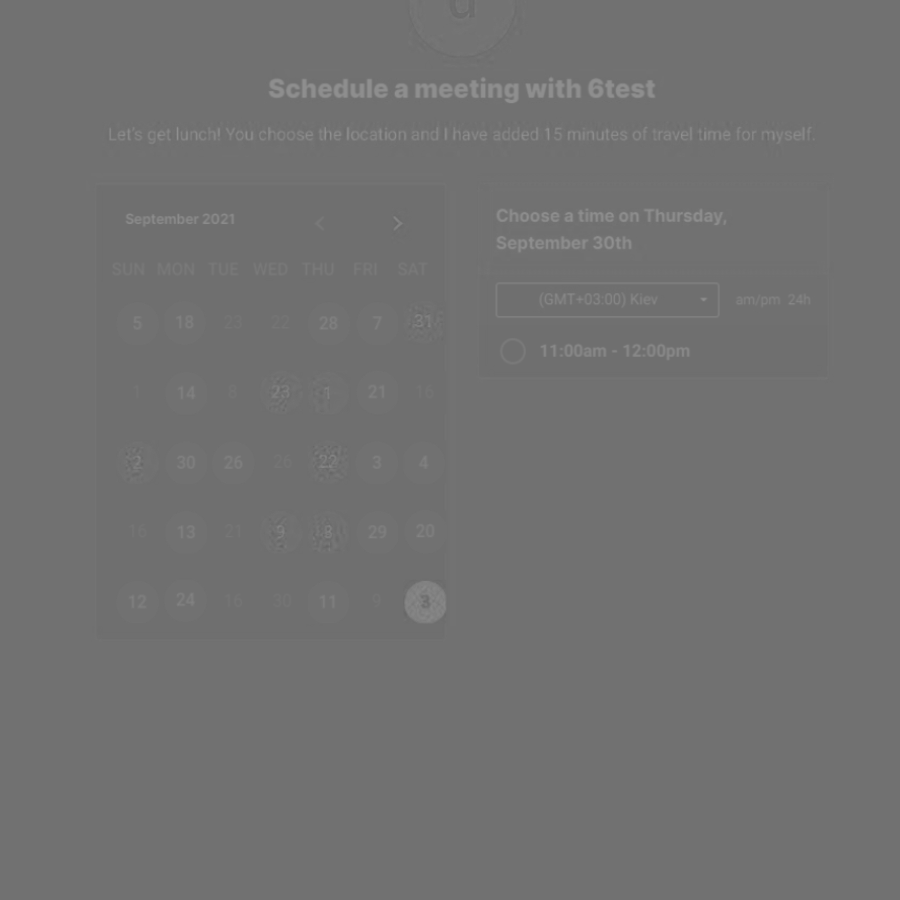 Schedule a meeting with 6test
Let's get lunch! You choose the location and I have added 15 minutes of travel time for myself.
September 2021
SUN MON TUE WED THU FRI SAT
5 18 23 22 28 7 31
1 14 8 23 1 21 16
2 30 26 26 22 3 4
16 13 21 9 8 29 20
12 24 16 30 11 9 3
Choose a time on Thursday,
September 30th
(GMT+03:00) Kiev am/pm 24h
11:00am - 12:00pm